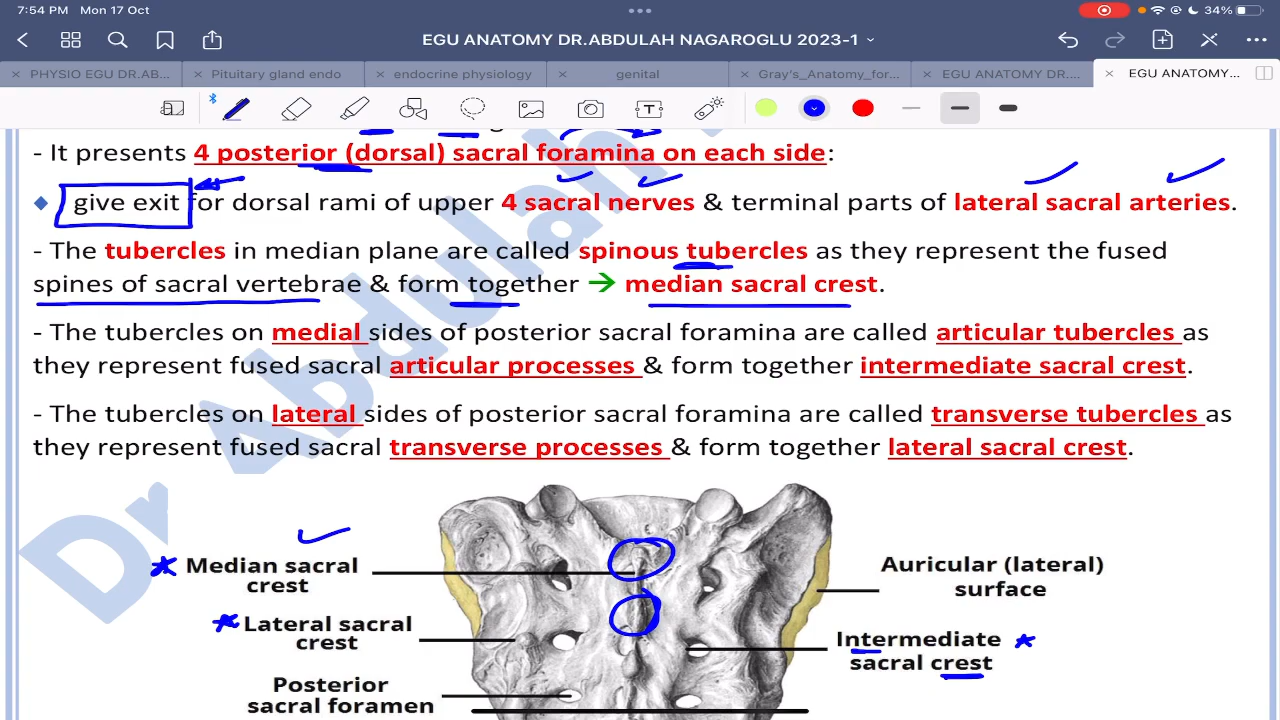 7:54 PM Mon 17 Oct
34%
EGU ANATOMY DR.ABDULAH NAGAROGLU 2023-1
PHYSIO EGU DR.AB...
Pituitary gland endo
endocrine physiology
genital
Gray's_Anatomy_for...
EGU ANATOMY DR....
EGU ANATOMY...
- It presents 4 posterior (dorsal) sacral foramina on each side:
give exit for dorsal rami of upper 4 sacral nerves & terminal parts of lateral sacral arteries.
- The tubercles in median plane are called spinous tubercles as they represent the fused
spines of sacral vertebrae & form together → median sacral crest.
- The tubercles on medial sides of posterior sacral foramina are called articular tubercles as
they represent fused sacral articular processes & form together intermediate sacral crest.
- The tubercles on lateral sides of posterior sacral foramina are called transverse tubercles as
they represent fused sacral transverse processes & form together lateral sacral crest.
Dr Abdulah
Median sacral
crest
Auricular (lateral)
surface
Lateral sacral
crest
Intermediate
sacral crest
Posterior
sacral foramen